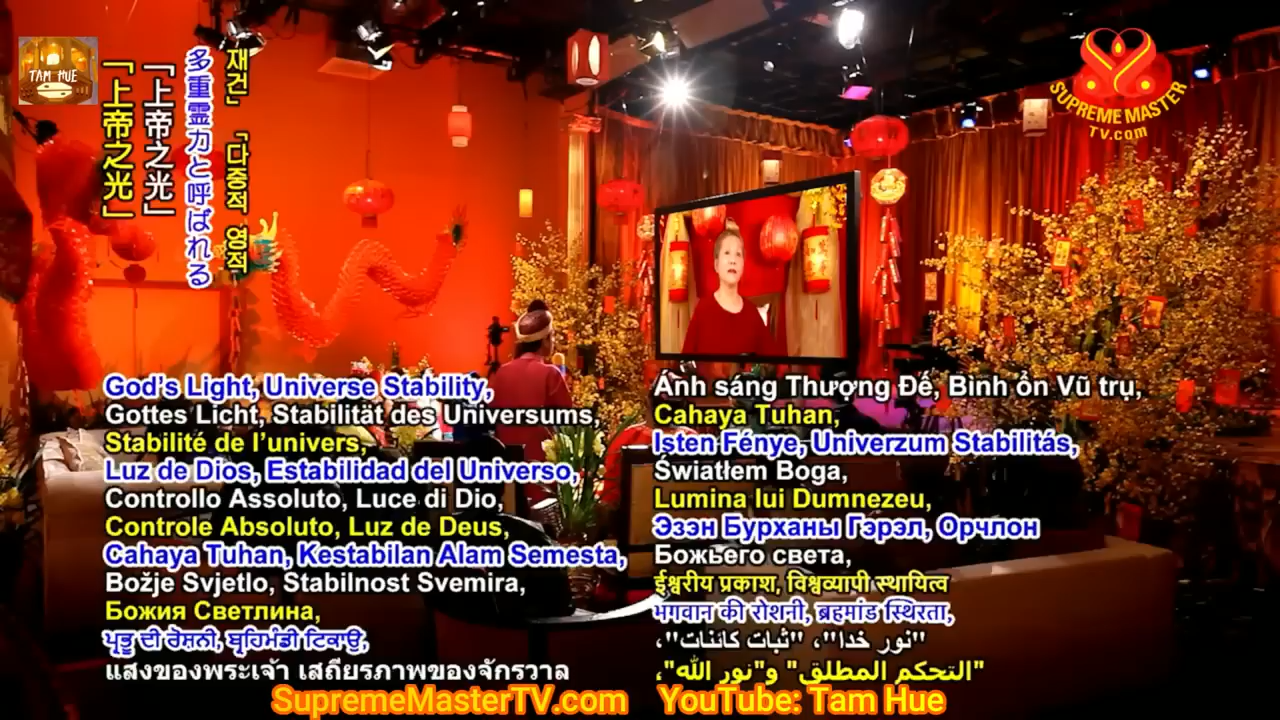 TAM HUE
「上帝之光」
「上帝之光」
多重霊力と呼ばれる
재건」 「다중적 영적
SUPREME MASTER
TV.com
God's Light, Universe Stability,
Gottes Licht, Stabilität des Universums,
Stabilité de l'univers,
Luz de Dios, Estabilidad del Universo,
Controllo Assoluto, Luce di Dio,
Controle Absoluto, Luz de Deus,
Cahaya Tuhan, Kestabilan Alam Semesta,
Božje Svjetlo, Stabilnost Svemira,
Божия Светлина,
ਪ੍ਰਭੂ ਦੀ ਰੋਸ਼ਨੀ, ਬ੍ਰਹਿਮੰਡੀ ਟਿਕਾਊ,
แสงของพระเจ้า เสถียรภาพของจักรวาล
Ánh sáng Thượng Đế, Bình ổn Vũ trụ,
Cahaya Tuhan,
Isten Fénye, Univerzum Stabilitás,
Światłem Boga,
Lumina lui Dumnezeu,
Эзэн Бурханы Гэрэл, Орчлон
Божьего света,
ईश्वरीय प्रकाश, विश्वव्यापी स्थायित्व
भगवान की रोशनी, ब्रहमांड स्थिरता,
"نور خدا"، "ثبات کائنات"،
"التحكم المطلق" و"نور الله"،
SupremeMasterTV.com YouTube: Tam Hue